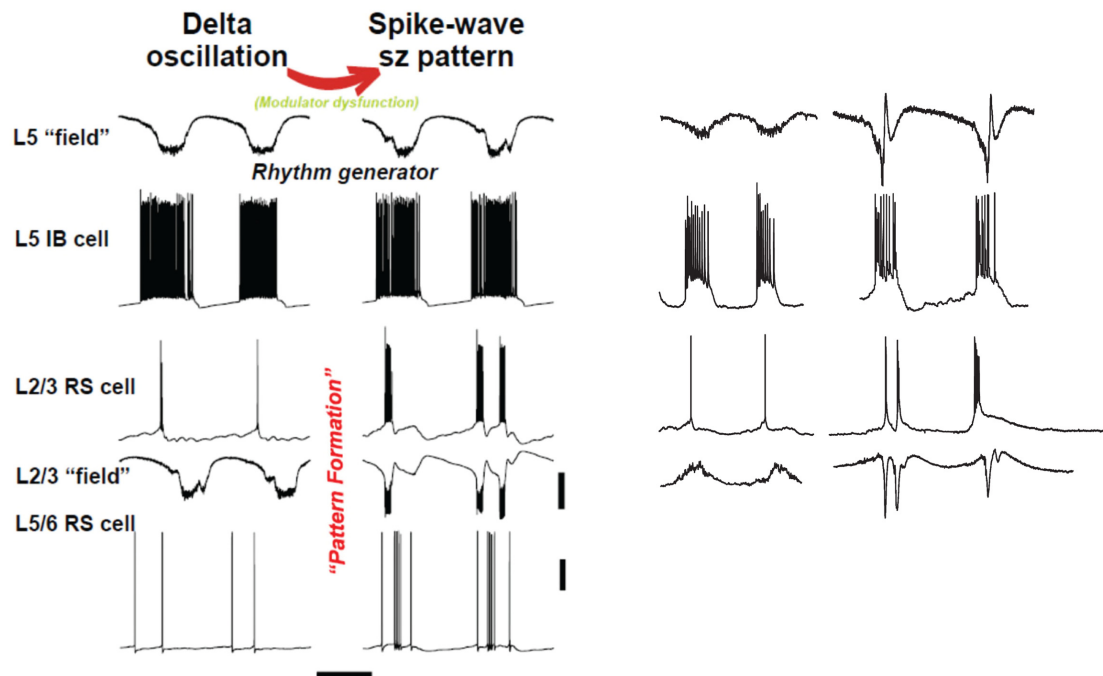 Delta
oscillation
Spike-wave
sz pattern
(Modulator dysfunction)
L5 “field”
Rhythm generator
L5 IB cell
L2/3 RS cell
“Pattern Formation”
L2/3 “field”
L5/6 RS cell